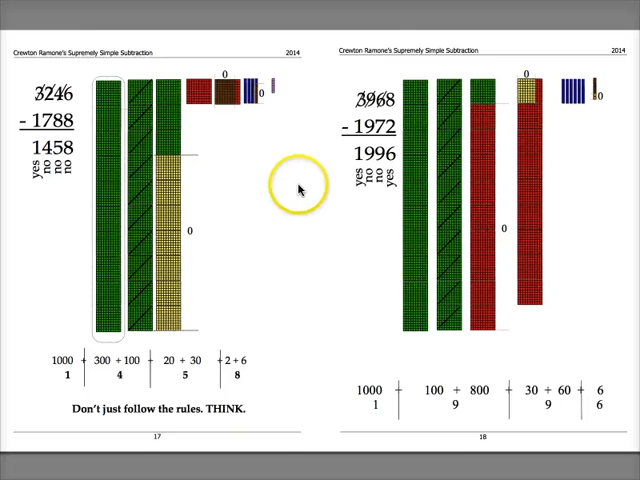 Crewton Ramone's Supremely Simple Subtraction 2014
3246
- 1788
1458
yes no no no
0
0
0
1000 + 300 + 100 + 20 + 30 + 2 + 6
1 4 5 8
Don't just follow the rules. THINK.
17
Crewton Ramone's Supremely Simple Subtraction 2014
3968
- 1972
1996
yes no no yes
0
0
0
1000 + 100 + 800 + 30 + 60 + 6
1 9 9 6
18